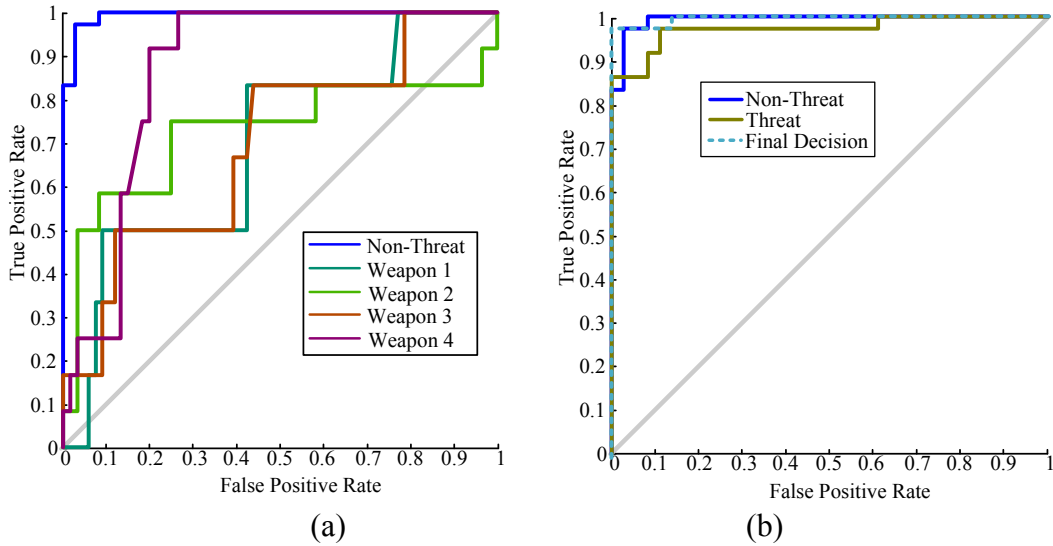 1
0.9
0.8
0.7
0.6
0.5
0.4
0.3
0.2
0.1
0
True Positive Rate
0 0.1 0.2 0.3 0.4 0.5 0.6 0.7 0.8 0.9 1
False Positive Rate
Non-Threat
Weapon 1
Weapon 2
Weapon 3
Weapon 4
(a)
1
0.9
0.8
0.7
0.6
0.5
0.4
0.3
0.2
0.1
0
True Positive Rate
0 0.1 0.2 0.3 0.4 0.5 0.6 0.7 0.8 0.9 1
False Positive Rate
Non-Threat
Threat
Final Decision
(b)